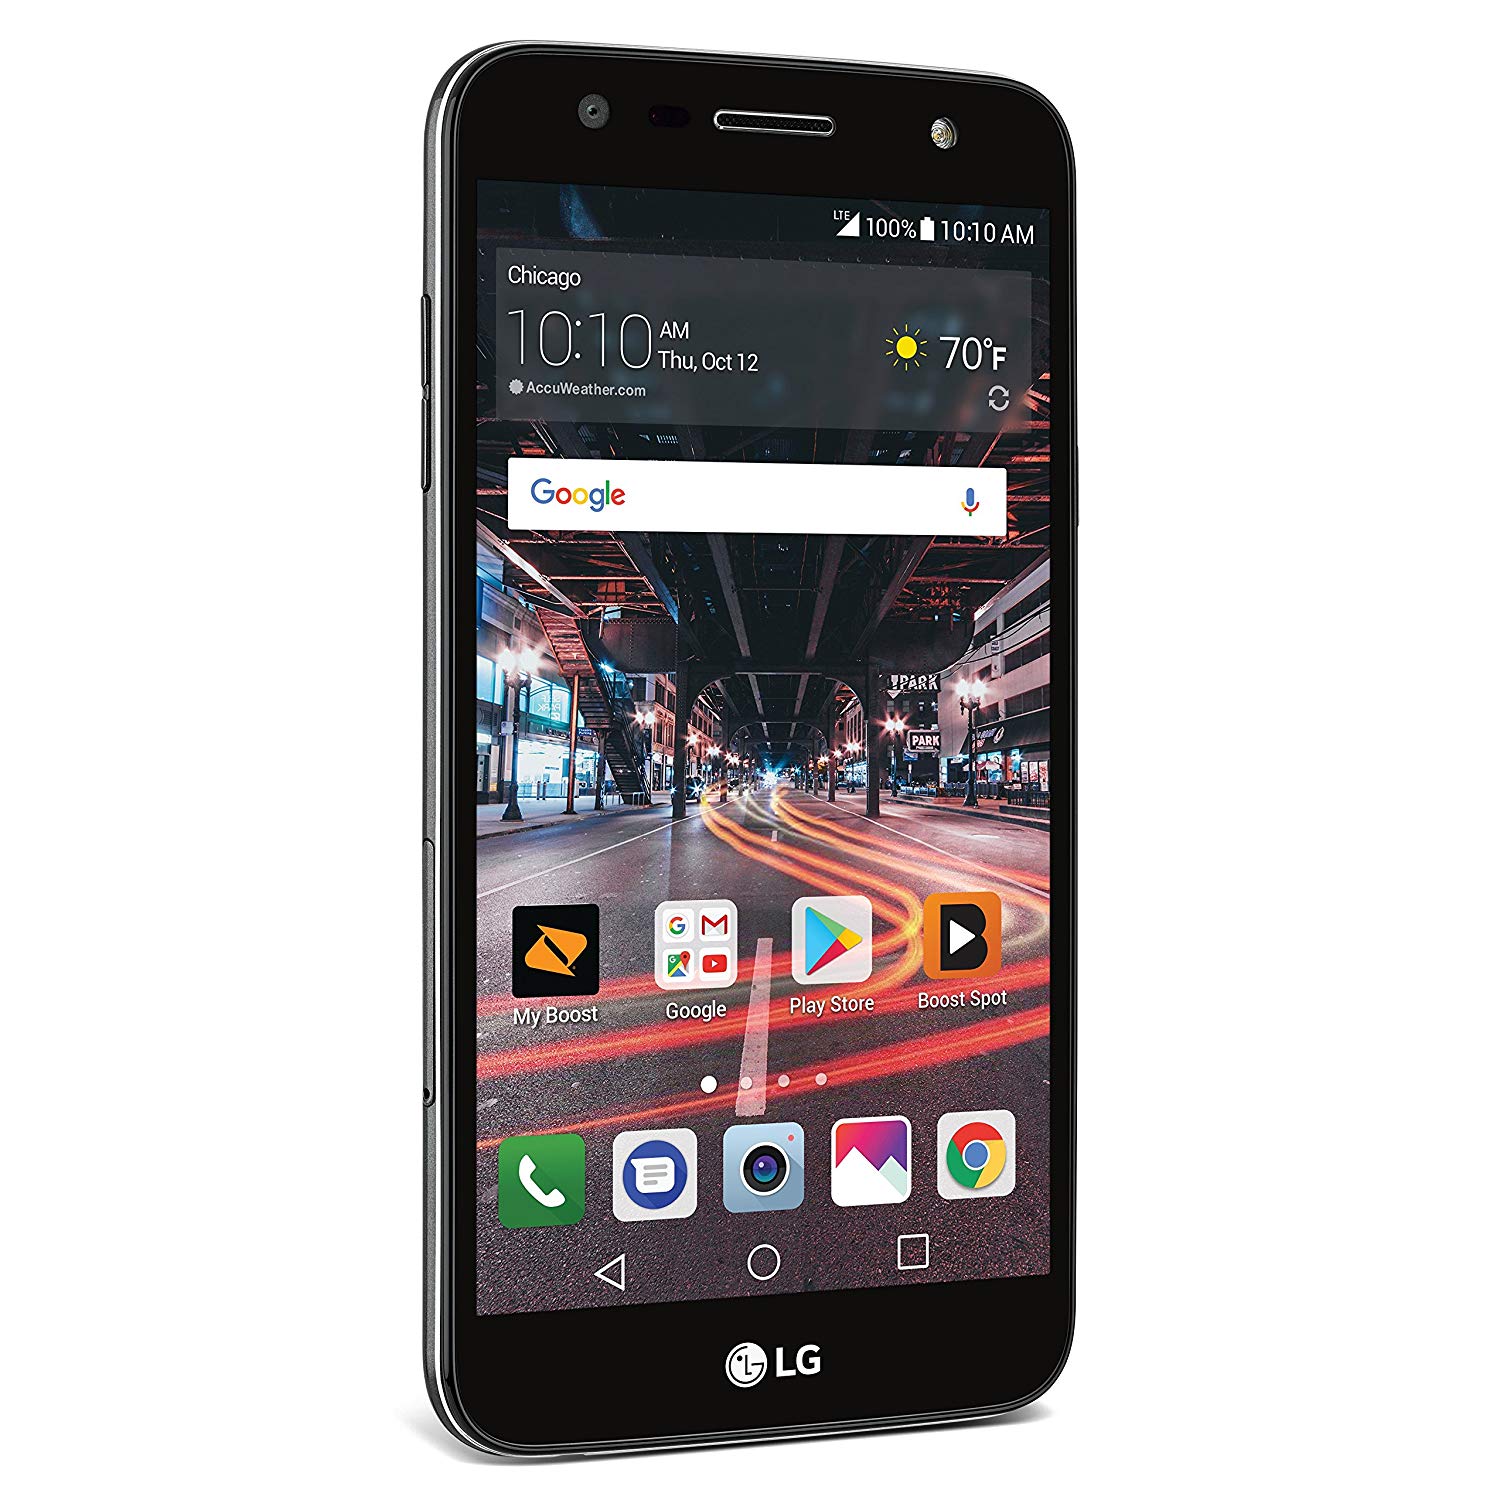 LTE 100% 10:10 AM
Chicago
10:10 AM
Thu, Oct 12
70°F
AccuWeather.com
Google
PARK
PARK
G M
My Boost
Google
Play Store
B
Boost Spot
LG